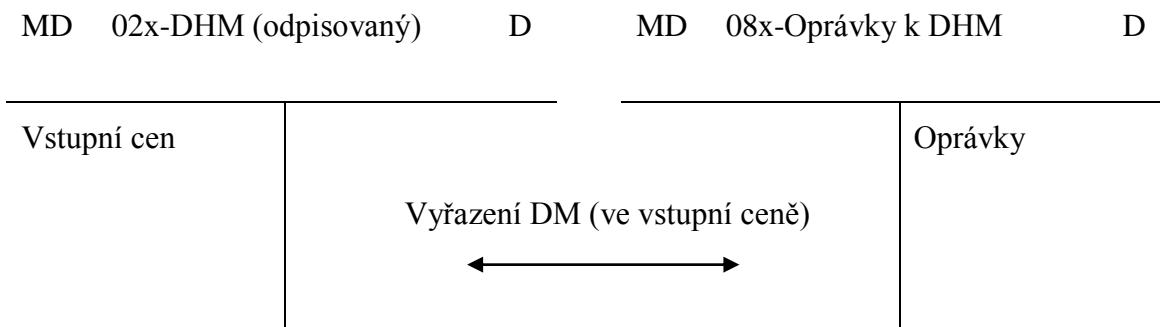 MD 02x-DHM (odpisovaný) D MD 08x-Oprávky k DHM D
Vstupní cen Oprávky
Vyřazení DM (ve vstupní ceně)